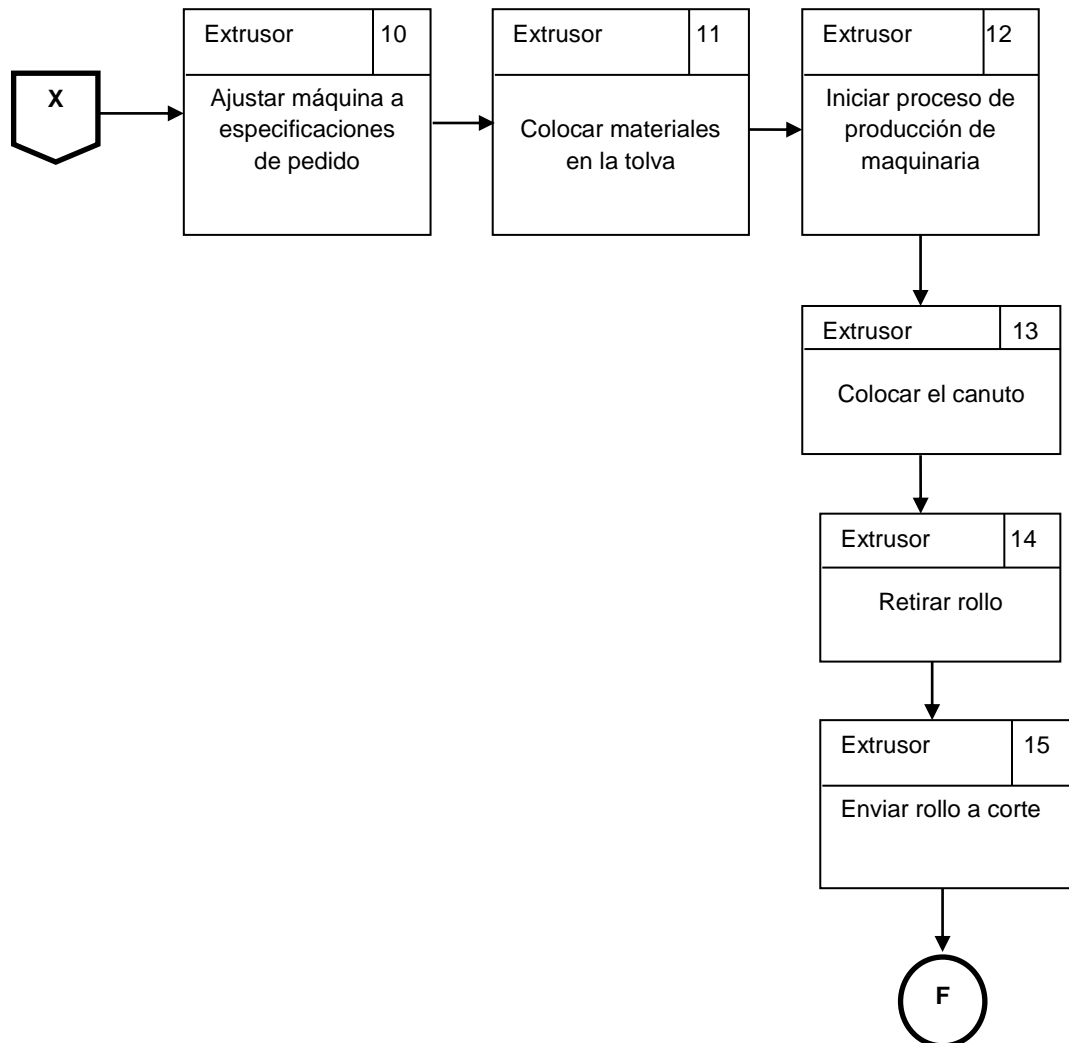 X
Extrusor 10
Ajustar máquina a
especificaciones
de pedido
Extrusor 11
Colocar materiales
en la tolva
Extrusor 12
Iniciar proceso de
producción de
maquinaria
Extrusor 13
Colocar el canuto
Extrusor 14
Retirar rollo
Extrusor 15
Enviar rollo a corte
F